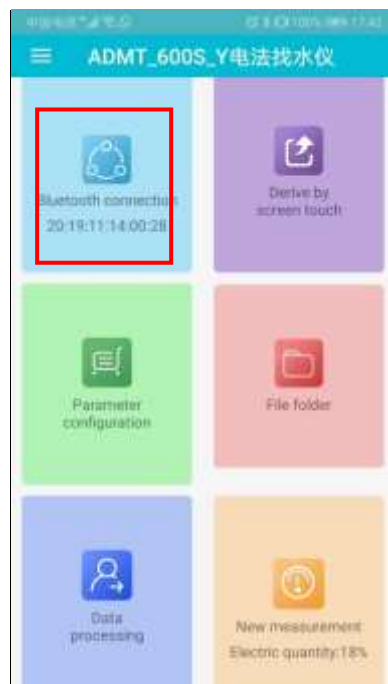 17:42
ADMT_600S_Y电法找水仪
Bluetooth connection
20:19:11:14:00:28
Derive by
screen touch
Parameter
configuration
File folder
Data
processing
New measurement
Electric quantity:18%